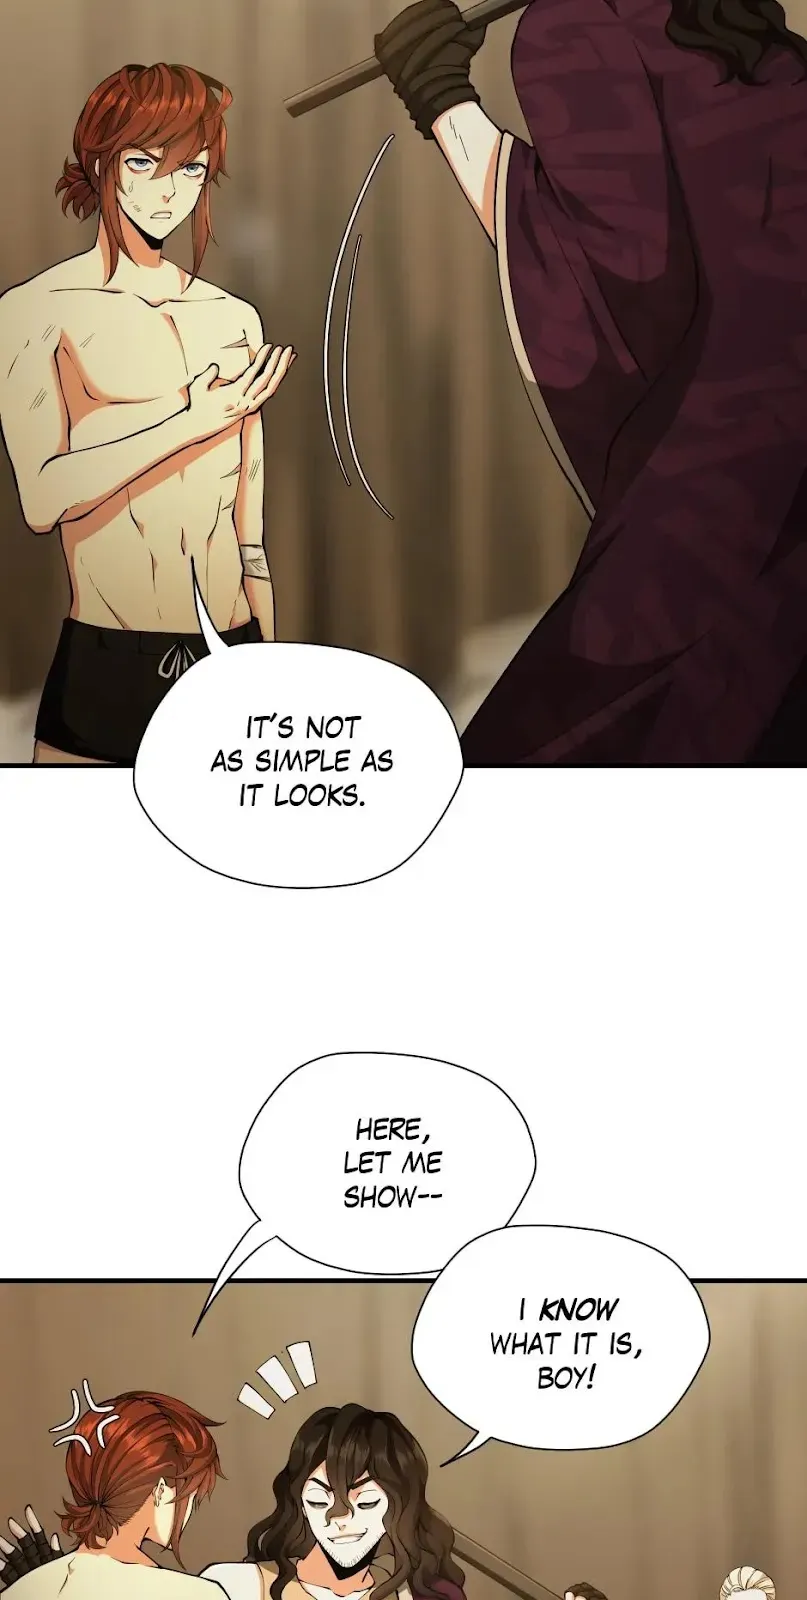 IT'S NOT
AS SIMPLE AS
IT LOOKS.
HERE,
LET ME
SHOW--
I KNOW
WHAT IT IS,
BOY!